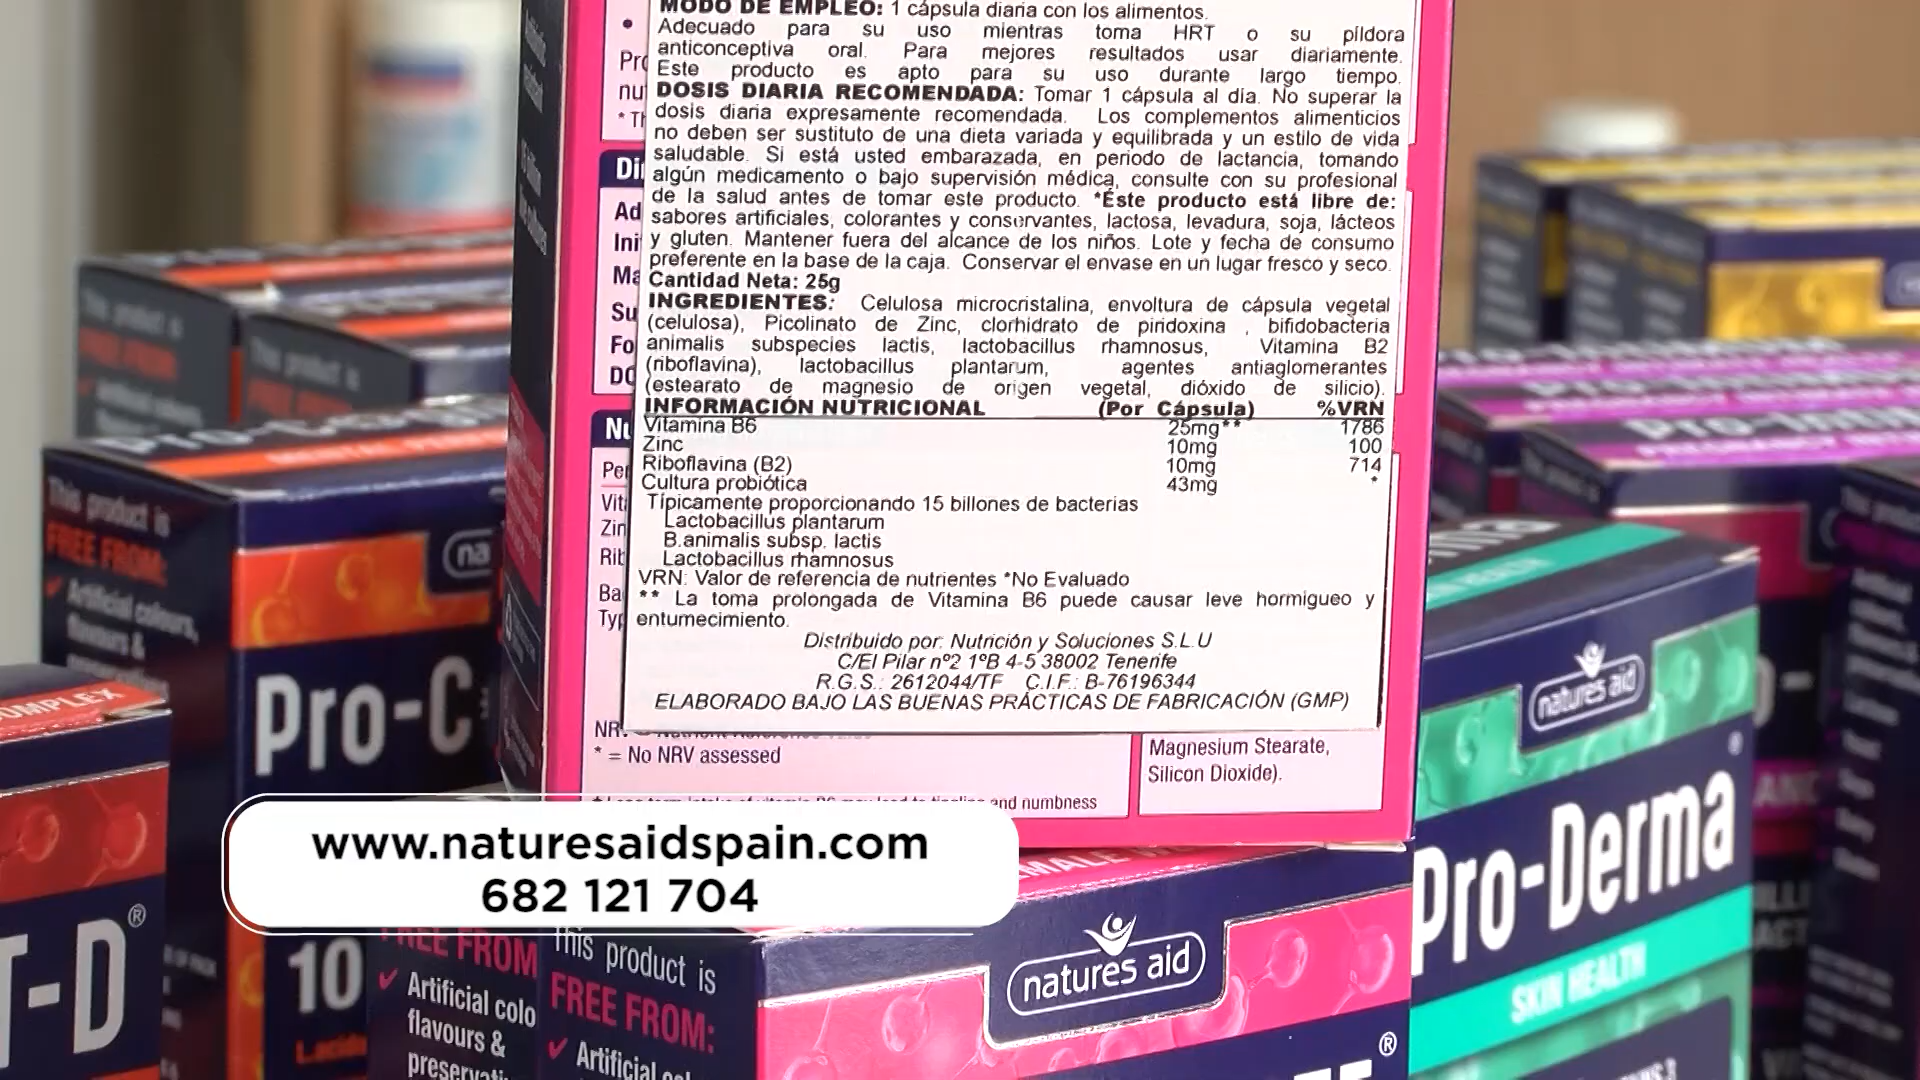 MODO DE EMPLEO: 1 cápsula diaria con los alimentos.
Adecuado para su uso mientras toma HRT o su píldora
anticonceptiva oral. Para mejores resultados usar diariamente.
Este producto es apto para su uso durante largo tiempo.
DOSIS DIARIA RECOMENDADA: Tomar 1 cápsula al día. No superar la
dosis diaria expresamente recomendada. Los complementos alimenticios
no deben ser sustituto de una dieta variada y equilibrada y un estilo de vida
saludable. Si está usted embarazada, en periodo de lactancia, tomando
algún medicamento o bajo supervisión médica, consulte con su profesional
de la salud antes de tomar este producto. *Éste producto está libre de:
sabores artificiales, colorantes y conservantes, lactosa, levadura, soja, lácteos
y gluten. Mantener fuera del alcance de los niños. Lote y fecha de consumo
preferente en la base de la caja. Conservar el envase en un lugar fresco y seco.
Cantidad Neta: 25g
INGREDIENTES: Celulosa microcristalina, envoltura de cápsula vegetal
(celulosa), Picolinato de Zinc, clorhidrato de piridoxina , bifidobacteria
animalis subspecies lactis, lactobacillus rhamnosus, Vitamina B2
(riboflavina), lactobacillus plantarum, agentes antiaglomerantes
(estearato de magnesio de origen vegetal, dióxido de silicio).
INFORMACIÓN NUTRICIONAL (Por Cápsula) %VRN
Vitamina B6 25mg** 1786
Zinc 10mg 100
Riboflavina (B2) 10mg 714
Cultura probiótica 43mg *
Típicamente proporcionando 15 billones de bacterias
Lactobacillus plantarum
B.animalis subsp. lactis
Lactobacillus rhamnosus
VRN: Valor de referencia de nutrientes *No Evaluado
** La toma prolongada de Vitamina B6 puede causar leve hormigueo y
entumecimiento.
Distribuido por: Nutrición y Soluciones S.L.U
C/El Pilar nº2 1ºB 4-5 38002 Tenerife
R.G.S.: 2612044/TF C.I.F.: B-76196344
ELABORADO BAJO LAS BUENAS PRÁCTICAS DE FABRICACIÓN (GMP)
* = No NRV assessed
and numbness
Magnesium Stearate,
Silicon Dioxide).
www.naturesaidspain.com
682 121 704
This product is
FREE FROM:
Artificial colours,
flavours &
Pro-C
10
COMPLEX
T-D®
FREE FROM
Artificial colo
flavours &
preservati
This product is
FREE FROM:
Artificial
natures aid
®
natures aid
Pro-Derma®
SKIN HEALTH